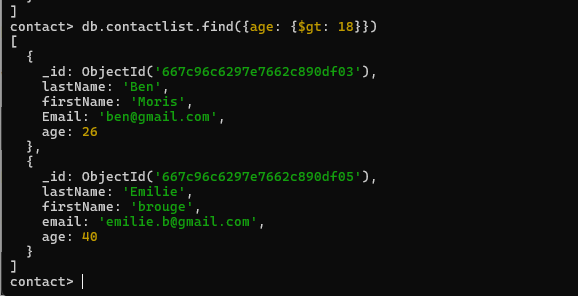 contact> db.contactlist.find({age: {$gt: 18}})
[
  {
    _id: ObjectId('667c96c6297e7662c890df03'),
    lastName: 'Ben',
    firstName: 'Moris',
    Email: 'ben@gmail.com',
    age: 26
  },
  {
    _id: ObjectId('667c96c6297e7662c890df05'),
    lastName: 'Emilie',
    firstName: 'brouge',
    email: 'emilie.b@gmail.com',
    age: 40
  }
]
contact>